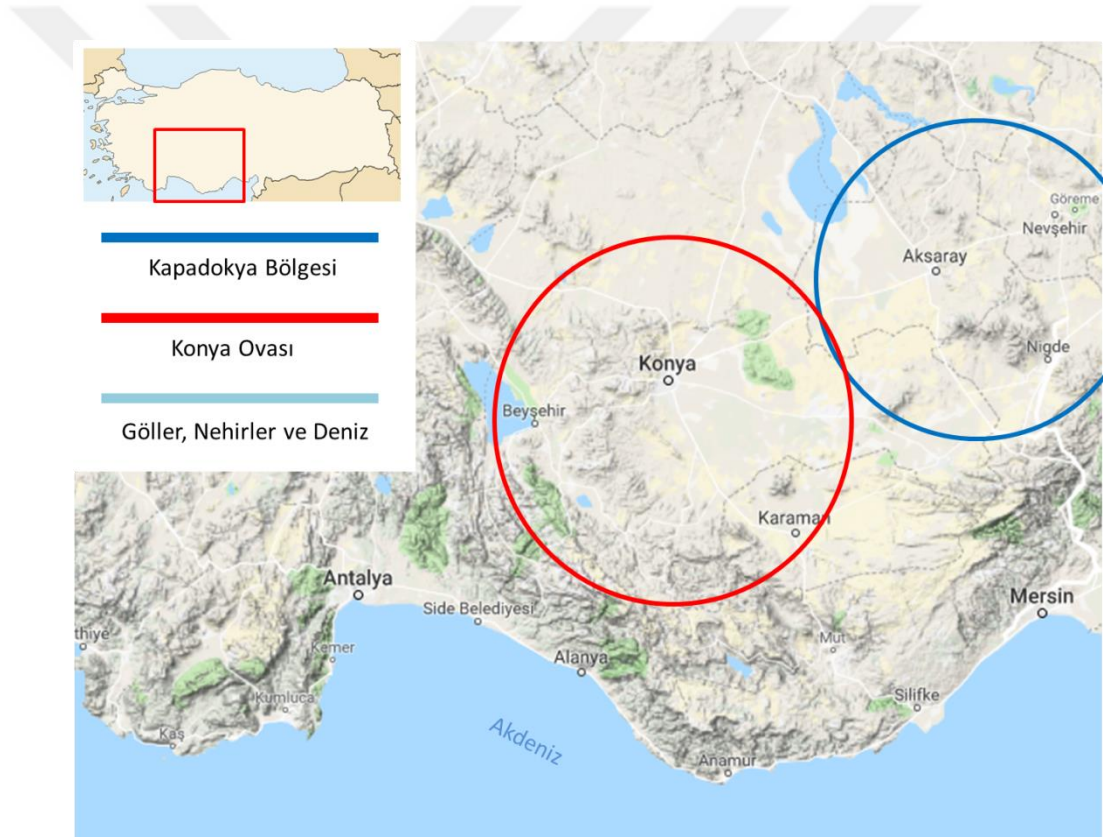 Kapadokya Bölgesi
Konya Ovası
Göller, Nehirler ve Deniz
Göreme
Nevşehir
Aksaray
Niğde
Konya
Beyşehir
Karaman
Antalya
Side Belediyesi
Mersin
thiye
Kemer
Alanya
Mut
Kumluca
Silifke
Kaş
Akdeniz
Anamur